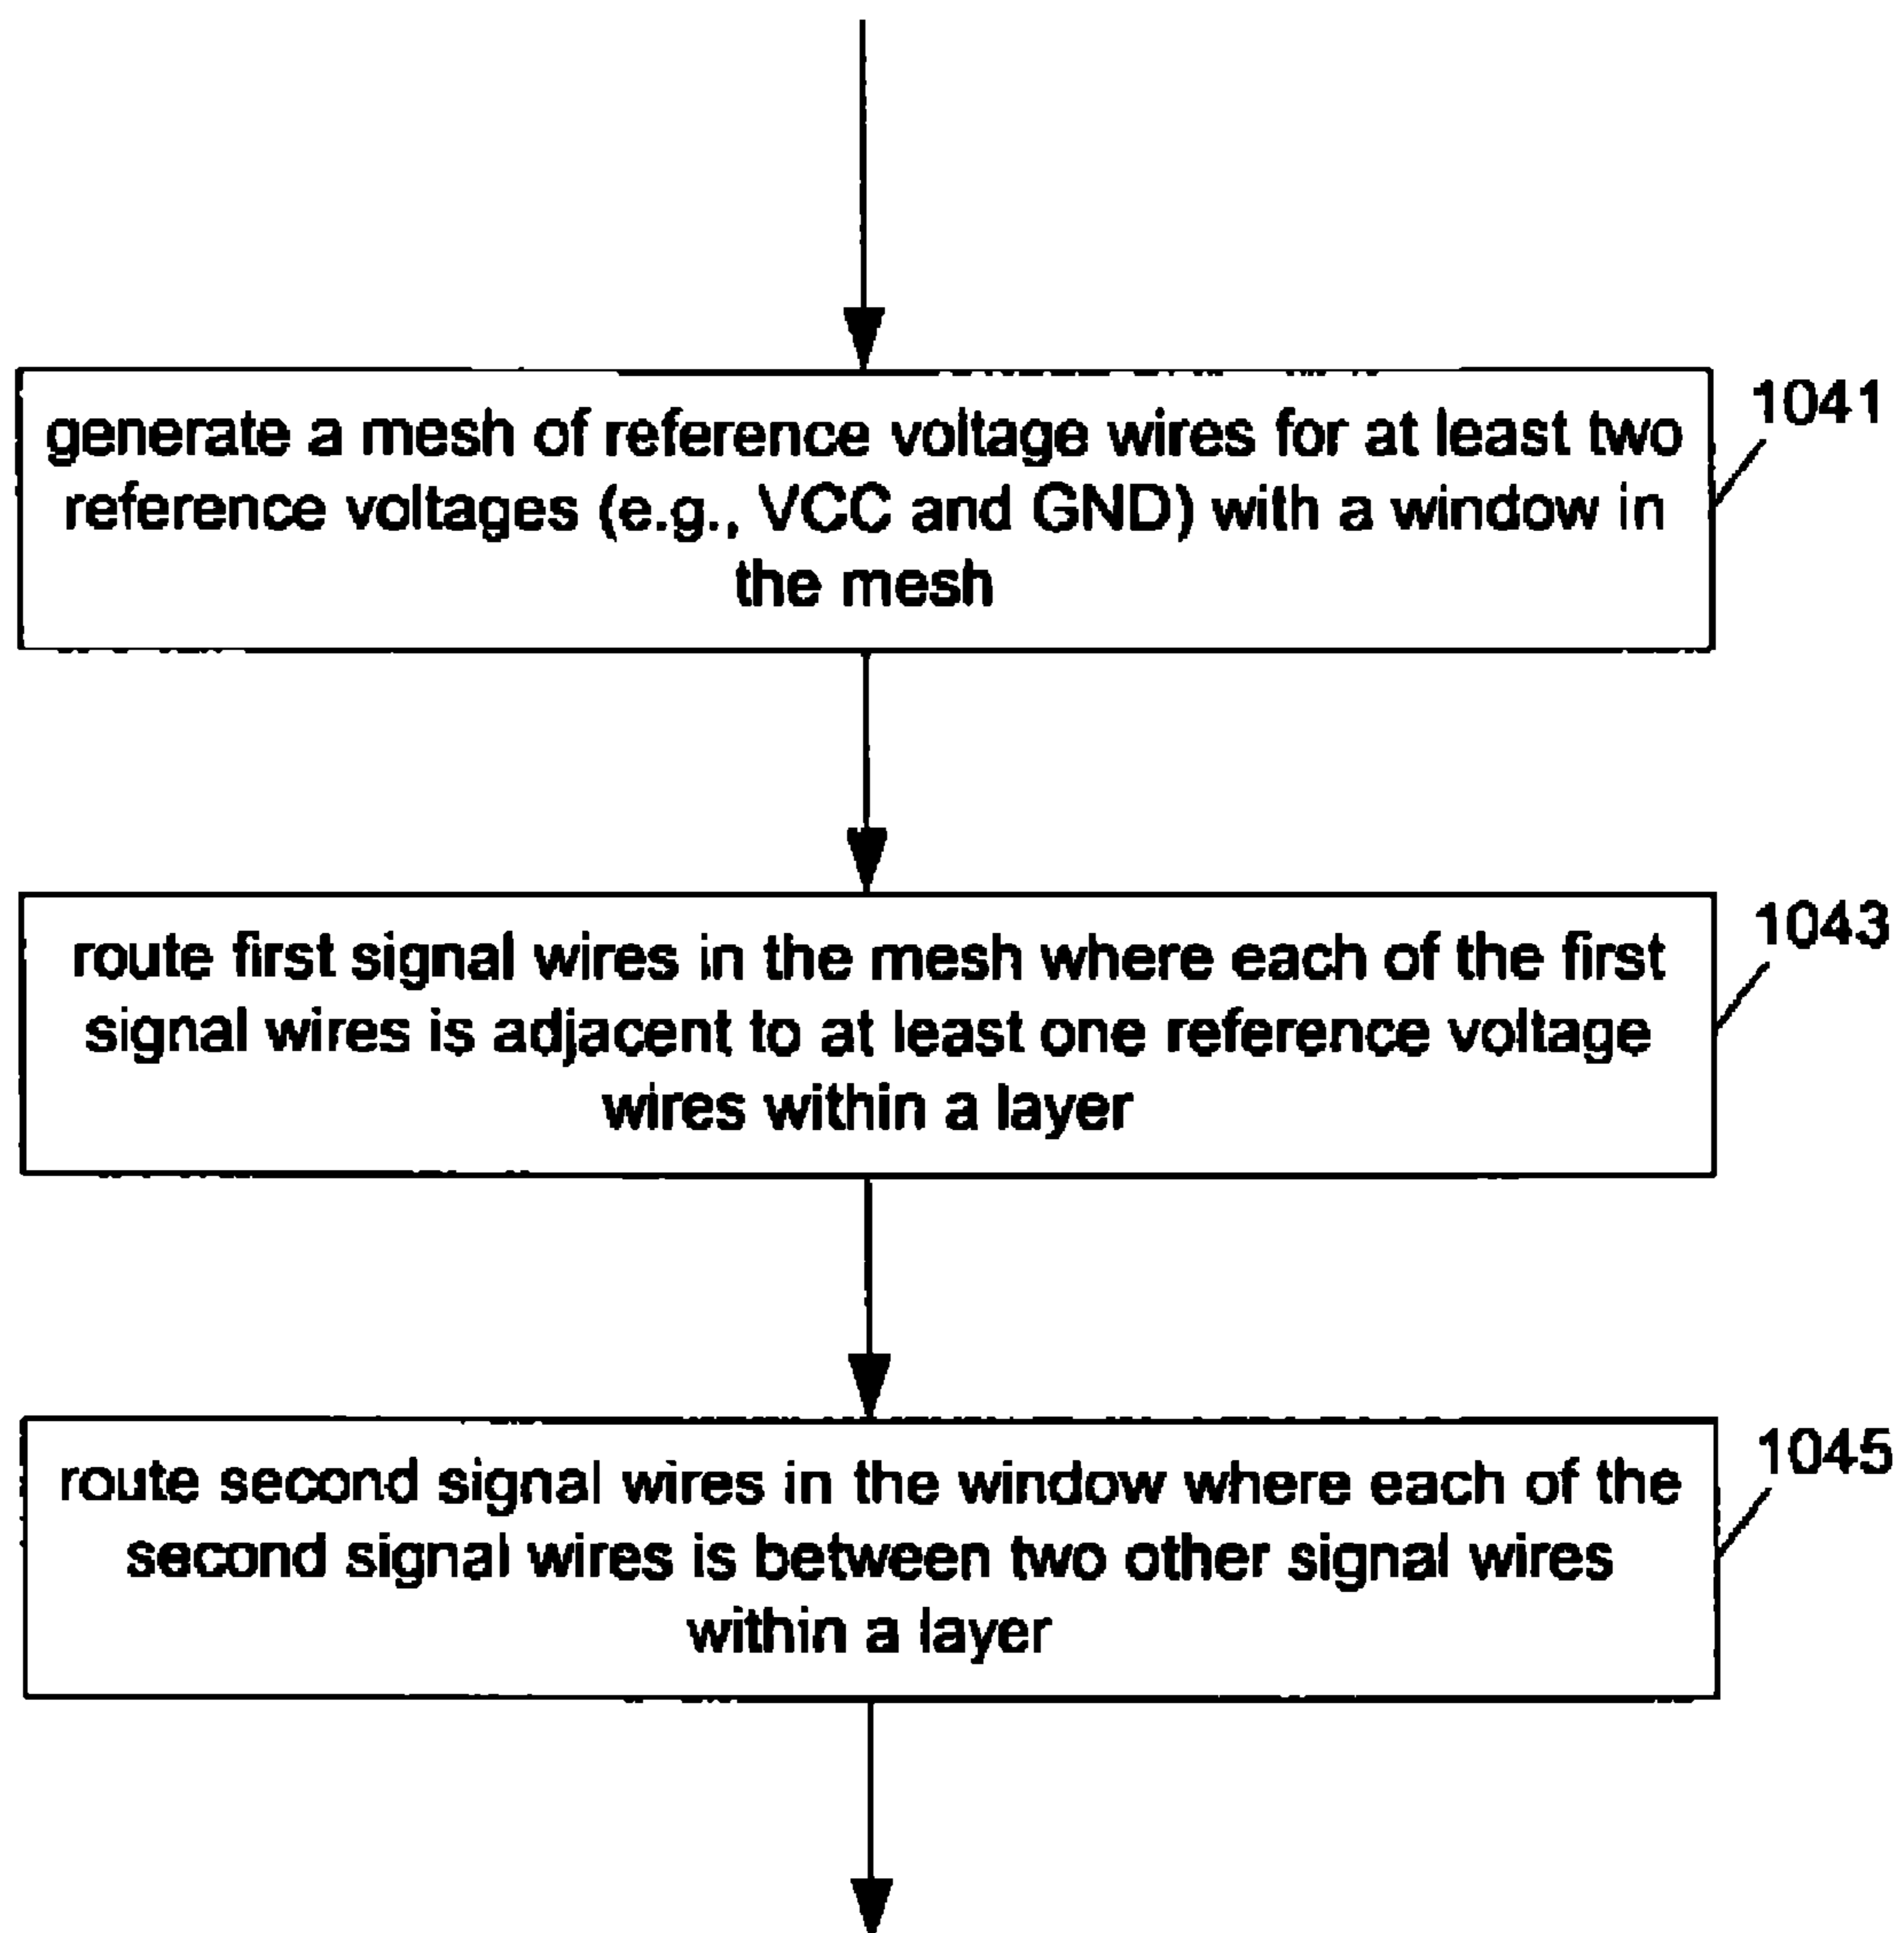 generate a mesh of reference voltage wires for at least two
reference voltages (e.g., VCC and GND) with a window in
the mesh
1041
route first signal wires in the mesh where each of the first
signal wires is adjacent to at least one reference voltage
wires within a layer
1043
route second signal wires in the window where each of the
second signal wires is between two other signal wires
within a layer
1045